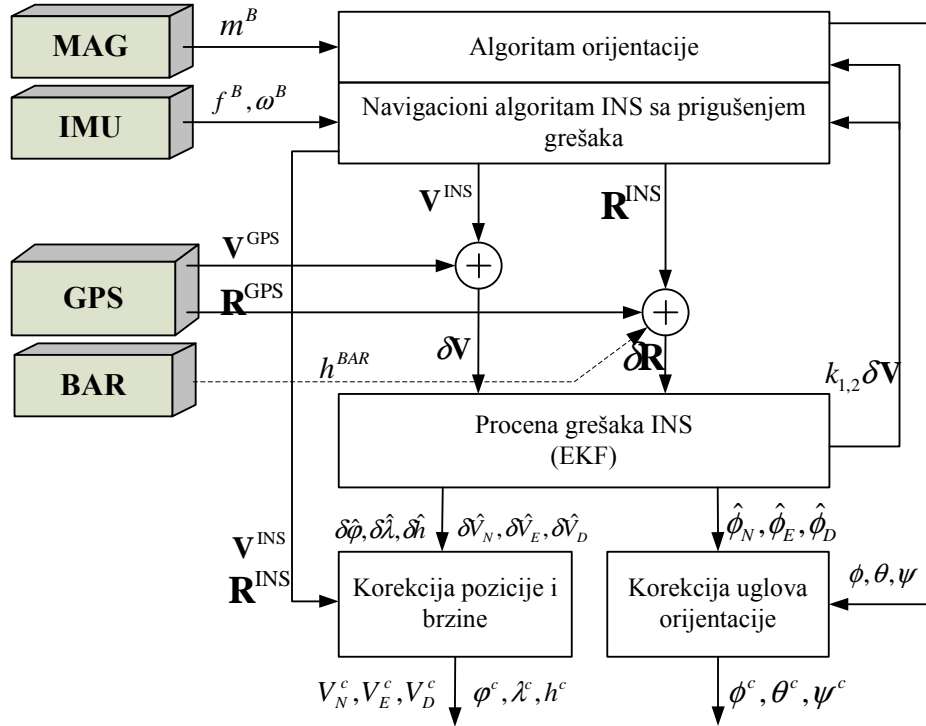 MAG
m^B
Algoritam orijentacije
IMU
f^B, ω^B
Navigacioni algoritam INS sa prigušenjem
grešaka
V^INS
R^INS
V^GPS
GPS
R^GPS
+
+
BAR
h^BAR
δV
δR
k_{1,2}δV
Procena grešaka INS
(EKF)
δφ̂, δλ̂, δĥ
δV̂_N, δV̂_E, δV̂_D
ϕ̂_N, ϕ̂_E, ϕ̂_D
V^INS
R^INS
Korekcija pozicije i
brzine
Korekcija uglova
orijentacije
ϕ, θ, ψ
V_N^c, V_E^c, V_D^c
φ^c, λ^c, h^c
ϕ^c, θ^c, ψ^c